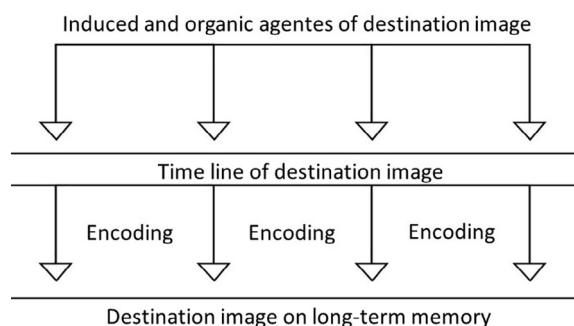 Induced and organic agentes of destination image
Time line of destination image
Encoding Encoding Encoding
Destination image on long-term memory